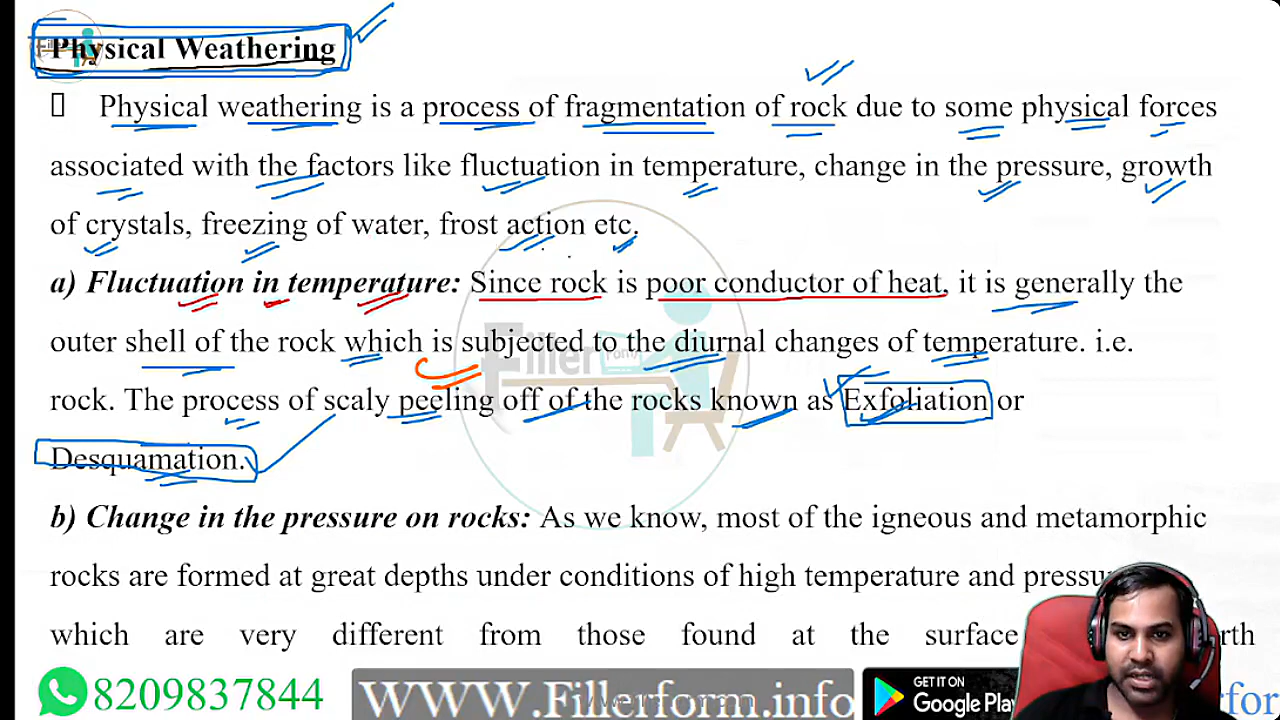 Physical Weathering
Physical weathering is a process of fragmentation of rock due to some physical forces
associated with the factors like fluctuation in temperature, change in the pressure, growth
of crystals, freezing of water, frost action etc.
a) Fluctuation in temperature: Since rock is poor conductor of heat, it is generally the
outer shell of the rock which is subjected to the diurnal changes of temperature. i.e.
rock. The process of scaly peeling off of the rocks known as Exfoliation or
Desquamation.
b) Change in the pressure on rocks: As we know, most of the igneous and metamorphic
rocks are formed at great depths under conditions of high temperature and
which are very different from those found at the surface
8209837844 WWW.Fillerform.info GET IT ON
Google Play
Filler Form